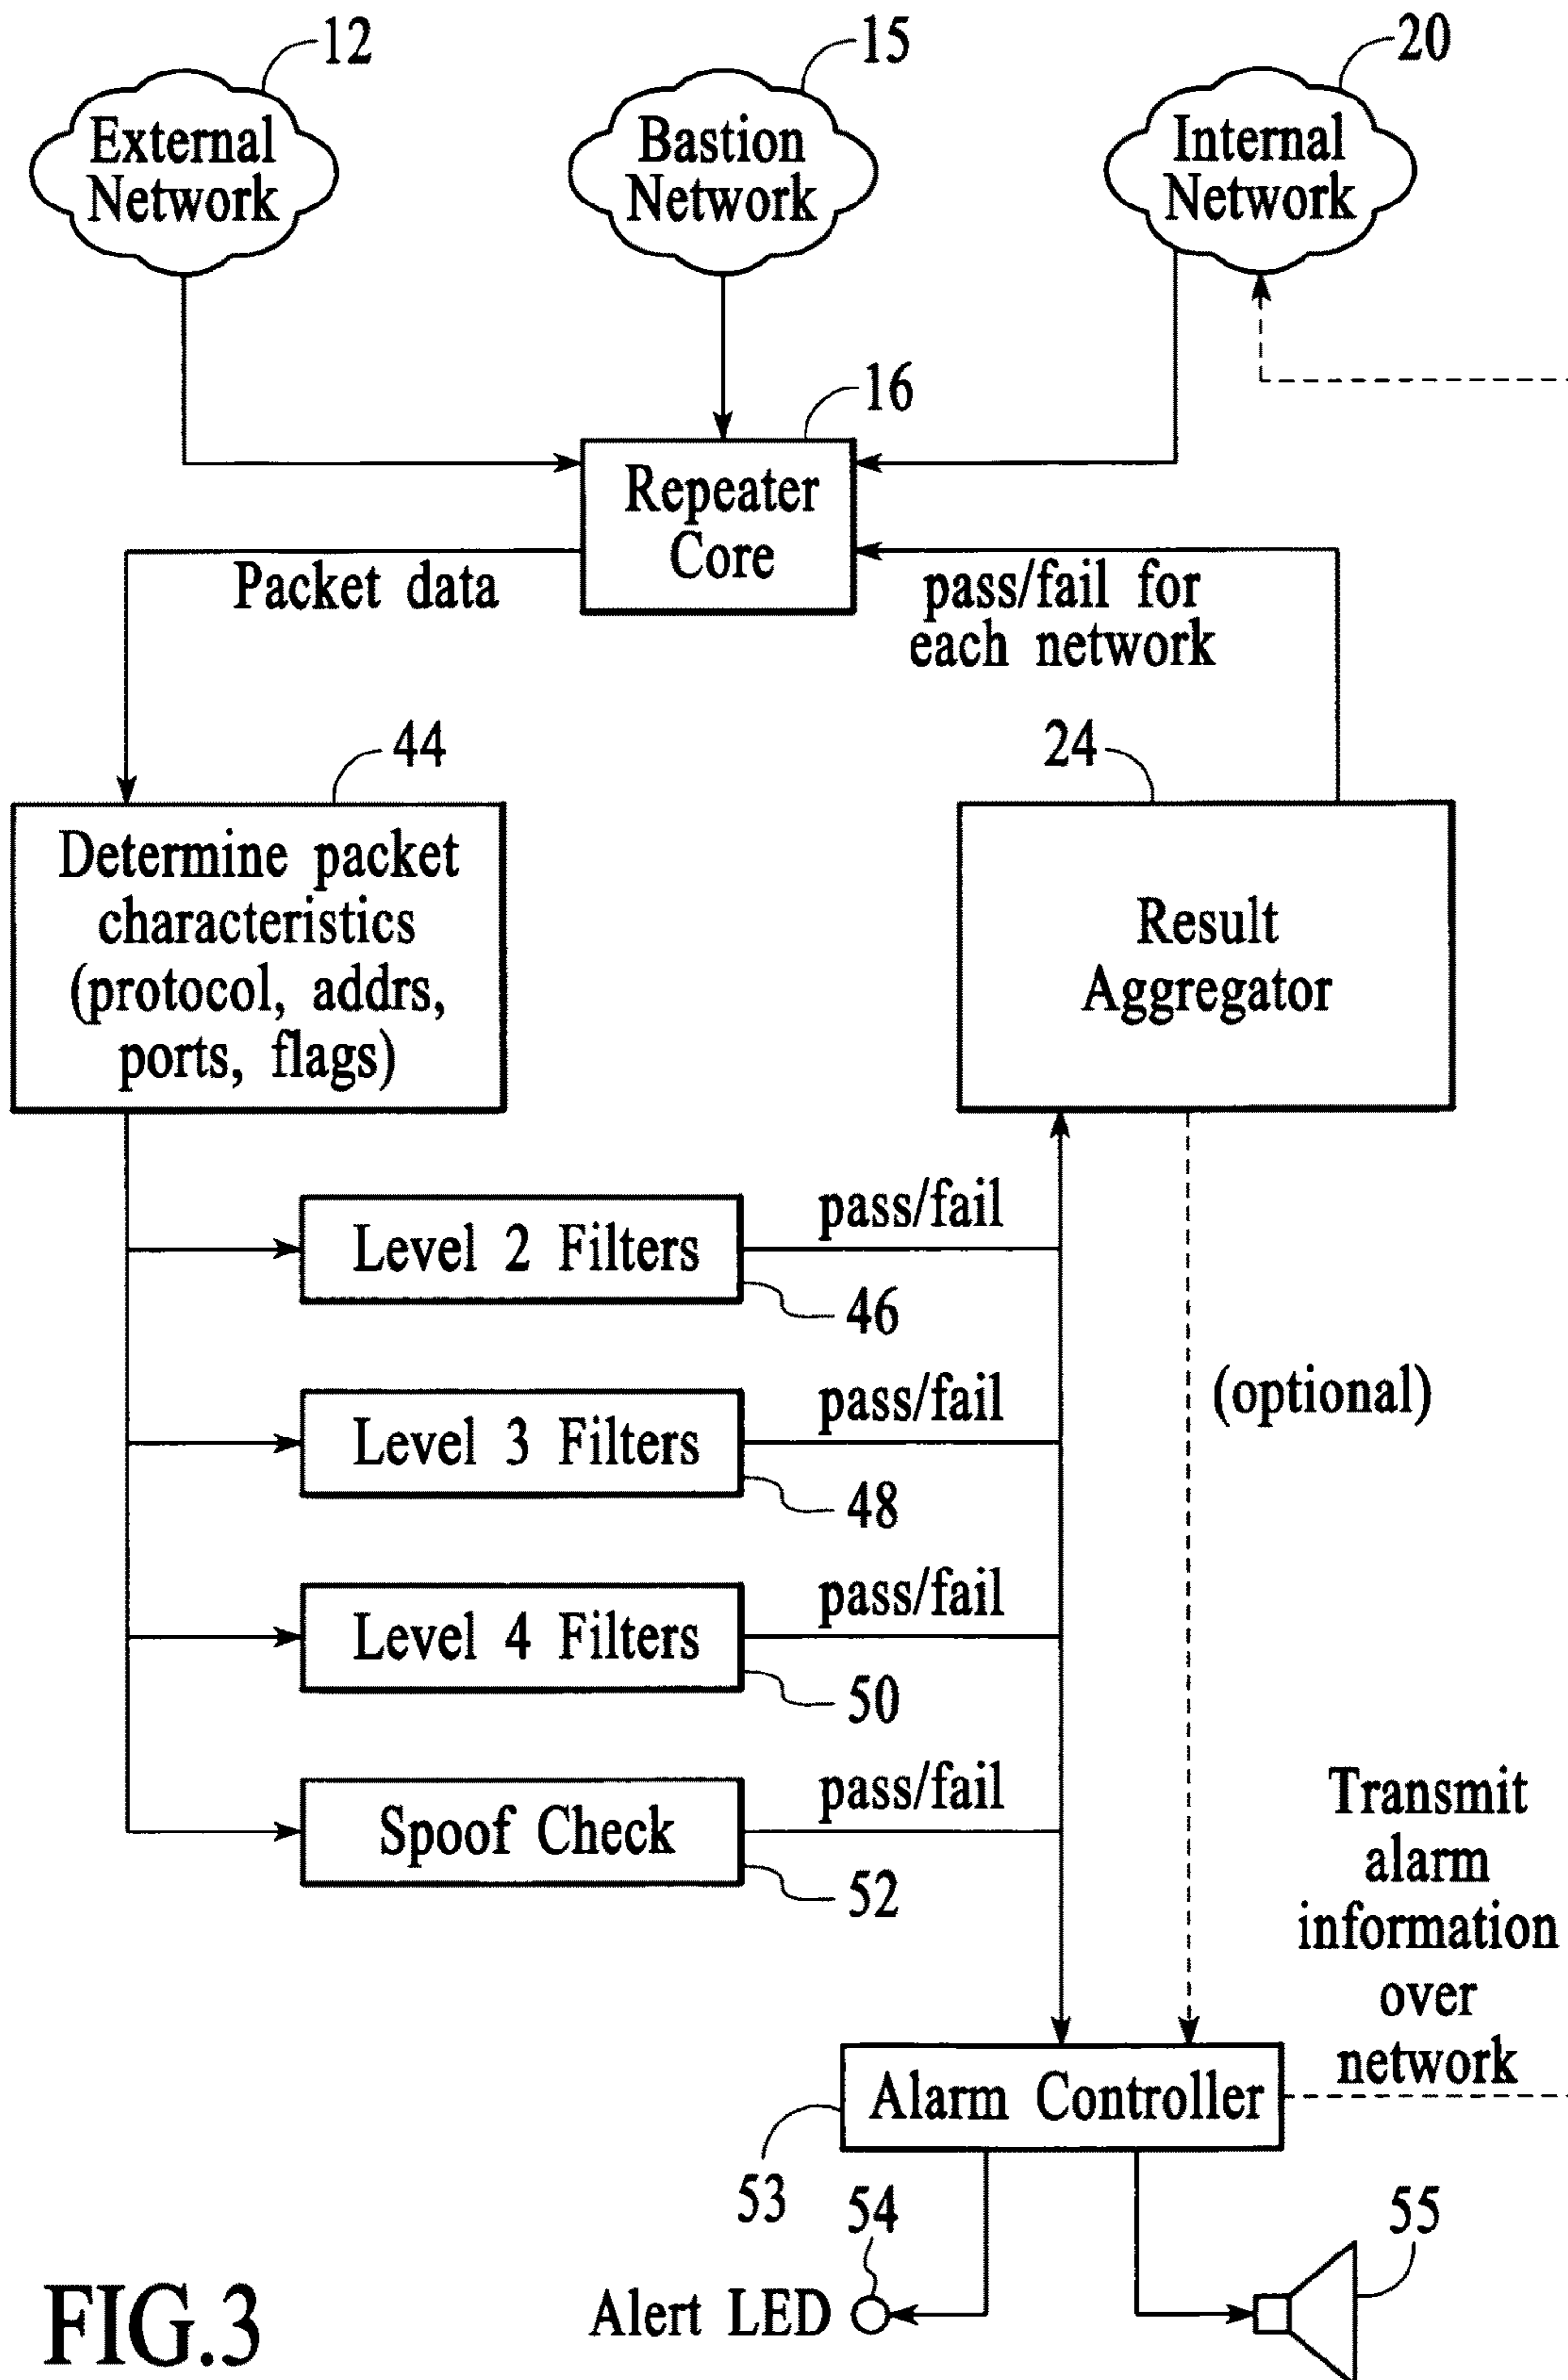 12
15
20
External
Network
Bastion
Network
Internal
Network
16
Repeater
Core
Packet data
pass/fail for
each network
44
24
Determine packet
characteristics
(protocol, addrs,
ports, flags)
Result
Aggregator
Level 2 Filters
pass/fail
46
Level 3 Filters
pass/fail
48
(optional)
Level 4 Filters
pass/fail
50
Spoof Check
pass/fail
52
Transmit
alarm
information
over
network
Alarm Controller
53
54
55
Alert LED
FIG.3